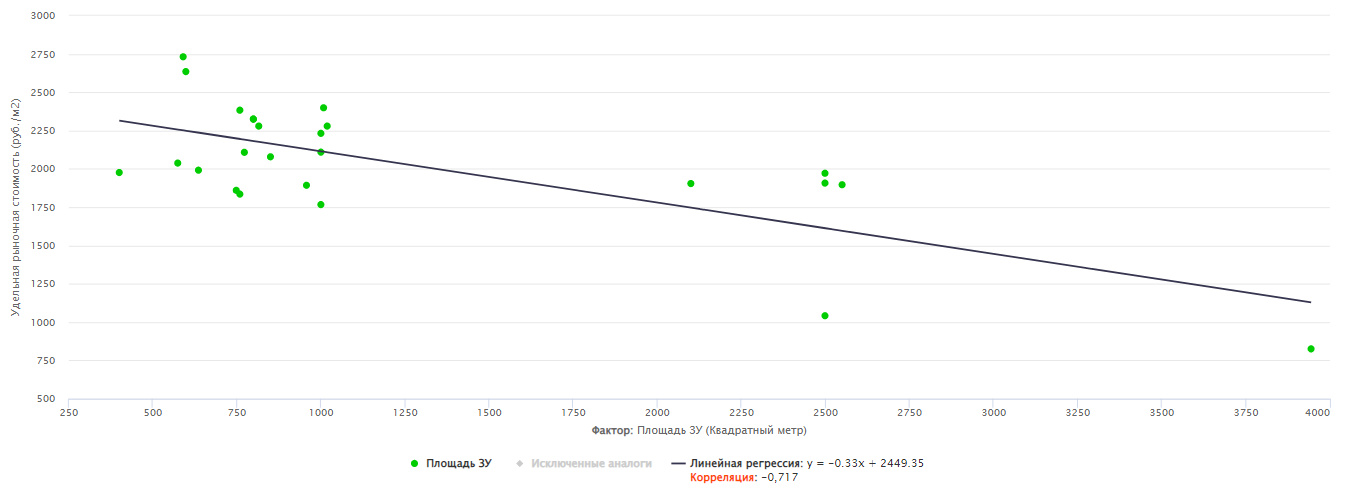 3000
2750
2500
2250
2000
1750
1500
1250
1000
750
500
Удельная рыночная стоимость (руб./м2)
250 500 750 1000 1250 1500 1750 2000 2250 2500 2750 3000 3250 3500 3750 4000
Фактор: Площадь ЗУ (Квадратный метр)
Площадь ЗУ Исключенные аналоги Линейная регрессия: y = -0.33x + 2449.35
Корреляция: -0,717